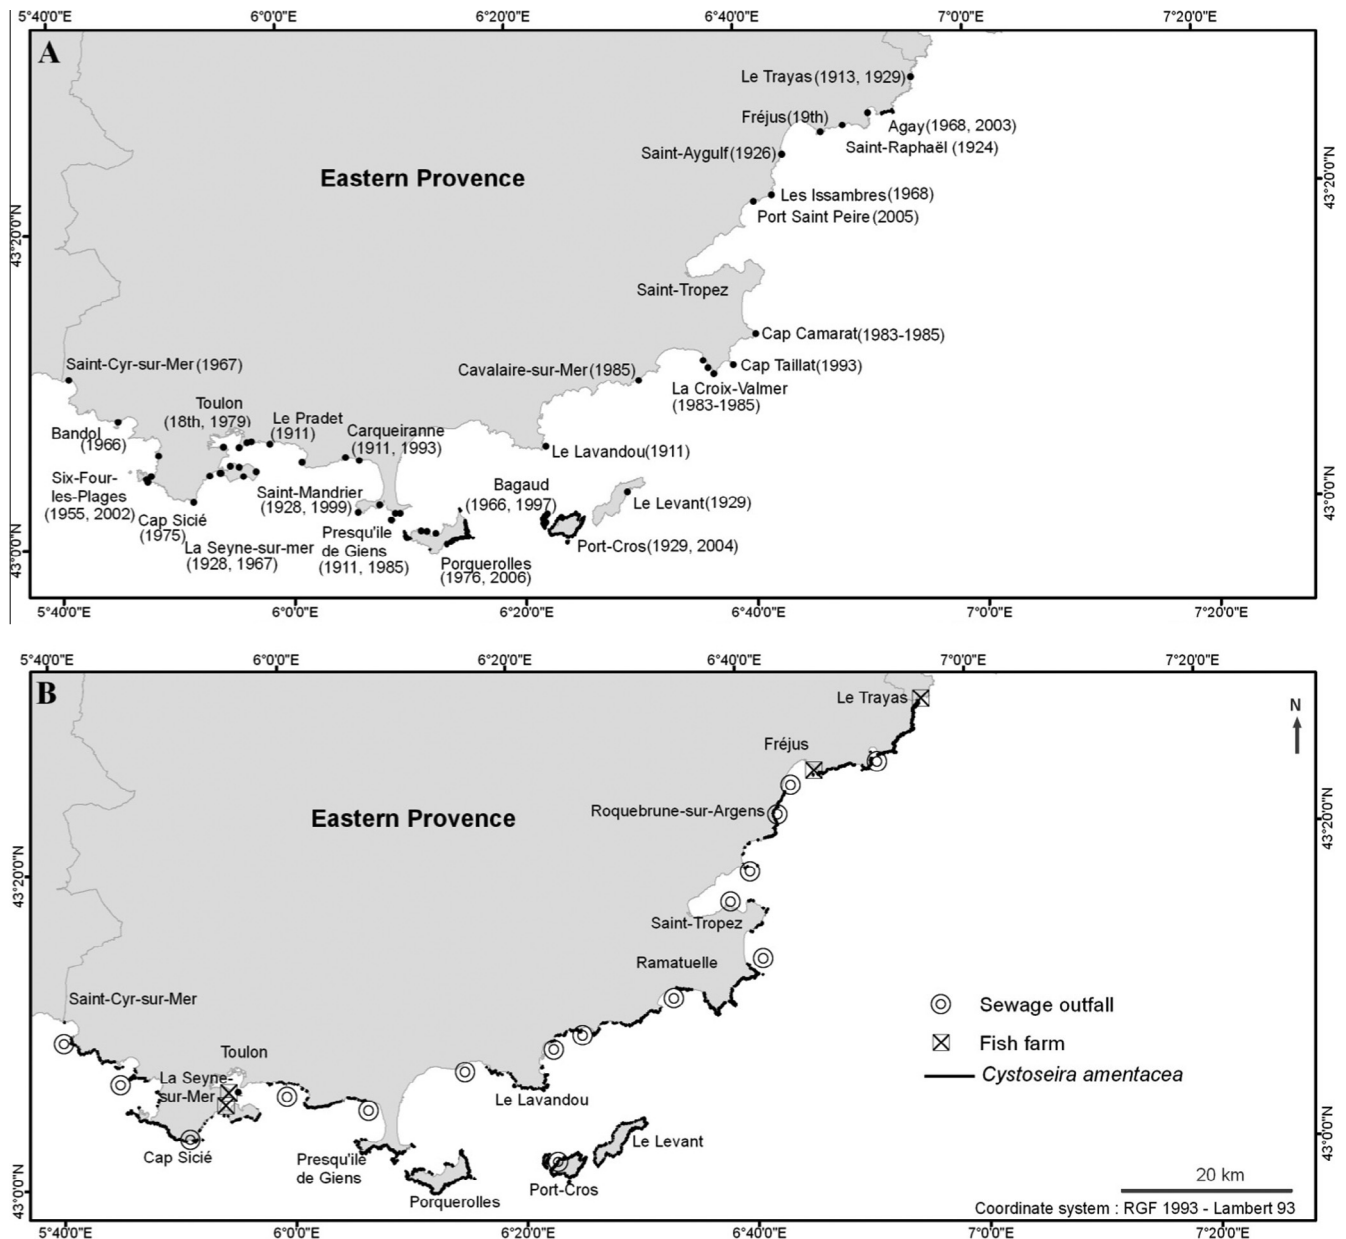 5°40'0"E 6°0'0"E 6°20'0"E 6°40'0"E 7°0'0"E 7°20'0"E
A
Le Trayas (1913, 1929)
Fréjus(19th)
Agay(1968, 2003)
Saint-Raphaël (1924)
Saint-Aygulf(1926)
Eastern Provence
43°20'0"N
Les Issambres(1968)
Port Saint Peire(2005)
43°20'0"N
Saint-Tropez
Cap Camarat(1983-1985)
Saint-Cyr-sur-Mer(1967)
Cavalaire-sur-Mer(1985)
Cap Taillat(1993)
La Croix-Valmer
(1983-1985)
Toulon
(18th, 1979)
Le Pradet
(1911)
Carqueiranne
(1911, 1993)
Bandol
(1966)
Le Lavandou(1911)
Six-Four-
les-Plages
(1955, 2002)
Saint-Mandrier
(1928, 1999)
Bagaud
(1966, 1997)
Le Levant(1929)
43°0'0"N
Cap Sicié
(1975)
La Seyne-sur-mer
(1928, 1967)
Presqu'ile
de Giens
(1911, 1985)
Port-Cros(1929, 2004)
Porquerolles
(1976, 2006)
43°0'0"N
5°40'0"E 6°0'0"E 6°20'0"E 6°40'0"E 7°0'0"E 7°20'0"E
5°40'0"E 6°0'0"E 6°20'0"E 6°40'0"E 7°0'0"E 7°20'0"E
B
Le Trayas
N
Fréjus
Roquebrune-sur-Argens
Eastern Provence
43°20'0"N
43°20'0"N
Saint-Tropez
Ramatuelle
Saint-Cyr-sur-Mer
Sewage outfall
Fish farm
Cystoseira amentacea
Toulon
La Seyne-
sur-Mer
Le Lavandou
Cap Sicié
Le Levant
43°0'0"N
Presqu'ile
de Giens
Port-Cros
Porquerolles
20 km
43°0'0"N
Coordinate system : RGF 1993 - Lambert 93
5°40'0"E 6°0'0"E 6°20'0"E 6°40'0"E 7°0'0"E 7°20'0"E